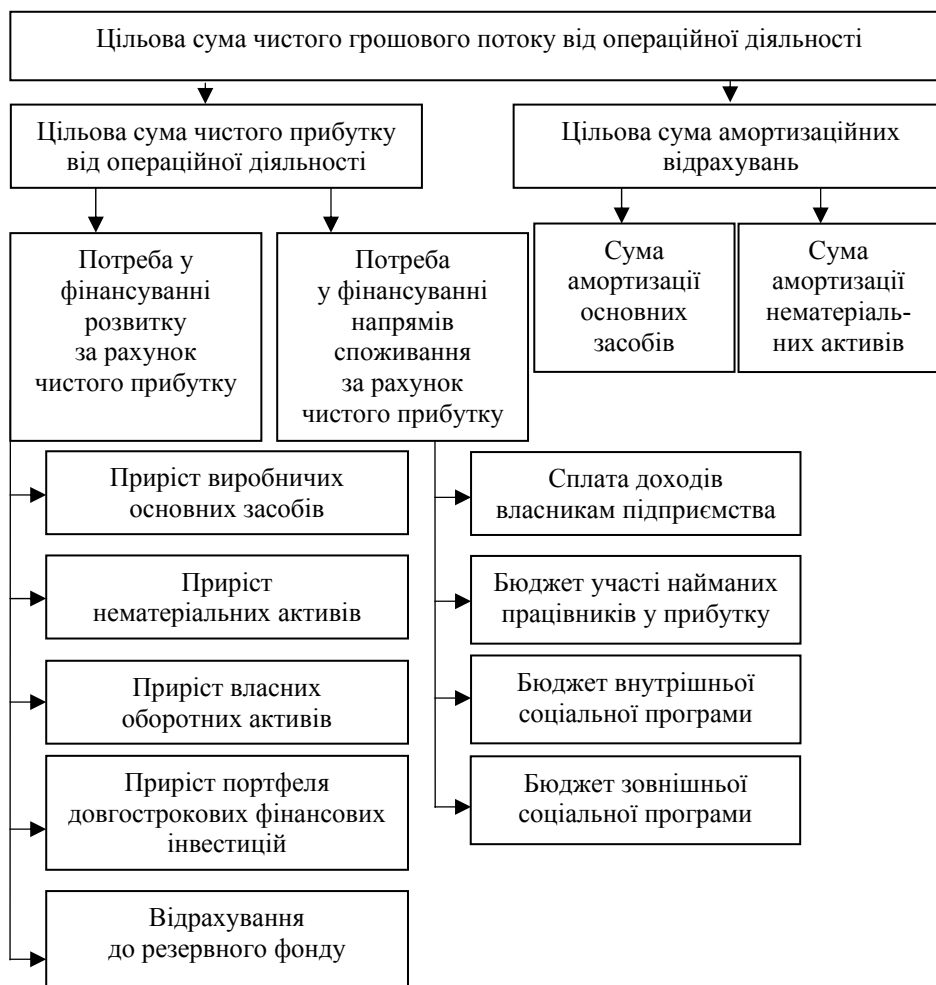 Цільова сума чистого грошового потоку від операційної діяльності
Цільова сума чистого прибутку
від операційної діяльності
Цільова сума амортизаційних
відрахувань
Потреба у
фінансуванні
розвитку
за рахунок
чистого прибутку
Потреба
у фінансуванні
напрямів
споживання
за рахунок
чистого прибутку
Сума
амортизації
основних
засобів
Сума
амортизації
нематеріаль-
них активів
Приріст виробничих
основних засобів
Приріст
нематеріальних активів
Приріст власних
оборотних активів
Приріст портфеля
довгострокових фінансових
інвестицій
Відрахування
до резервного фонду
Сплата доходів
власникам підприємства
Бюджет участі найманих
працівників у прибутку
Бюджет внутрішньої
соціальної програми
Бюджет зовнішньої
соціальної програми